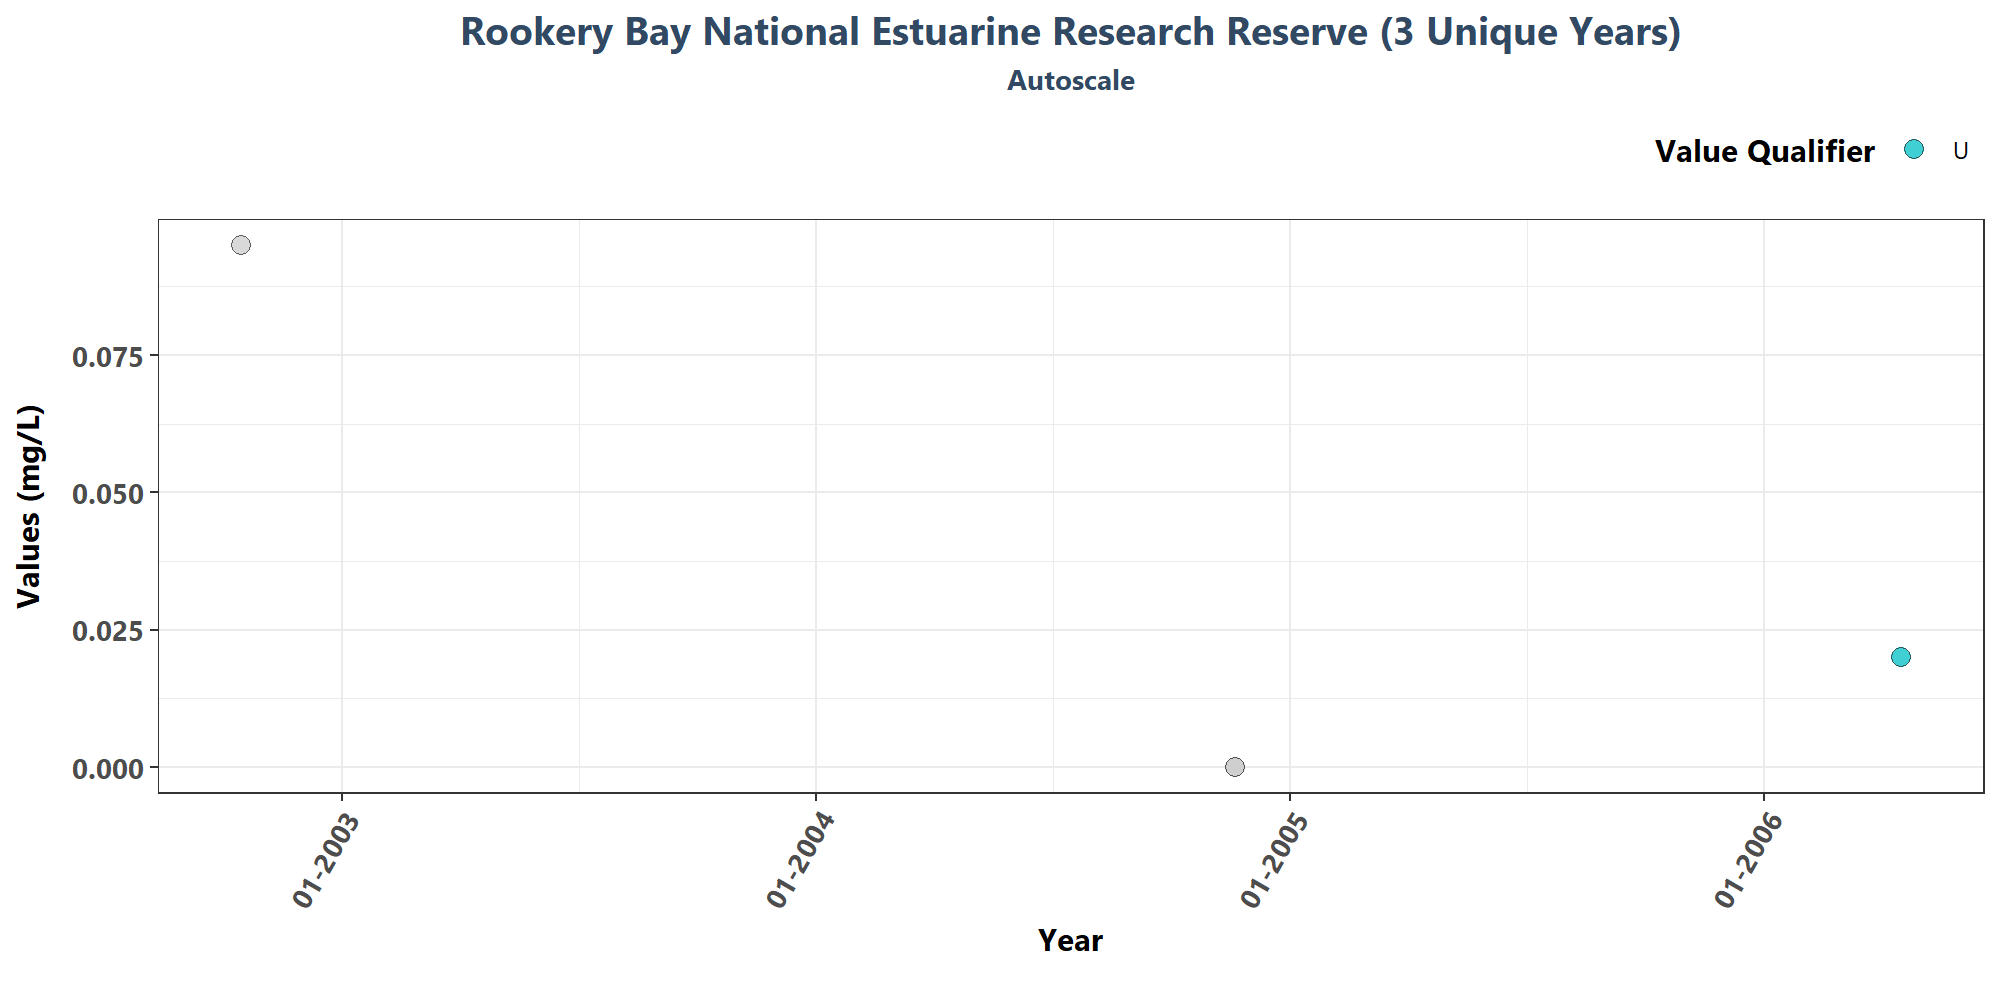 Rookery Bay National Estuarine Research Reserve (3 Unique Years)
Autoscale
Value Qualifier U
Values (mg/L)
0.075
0.050
0.025
0.000
01-2003 01-2004 01-2005 01-2006
Year